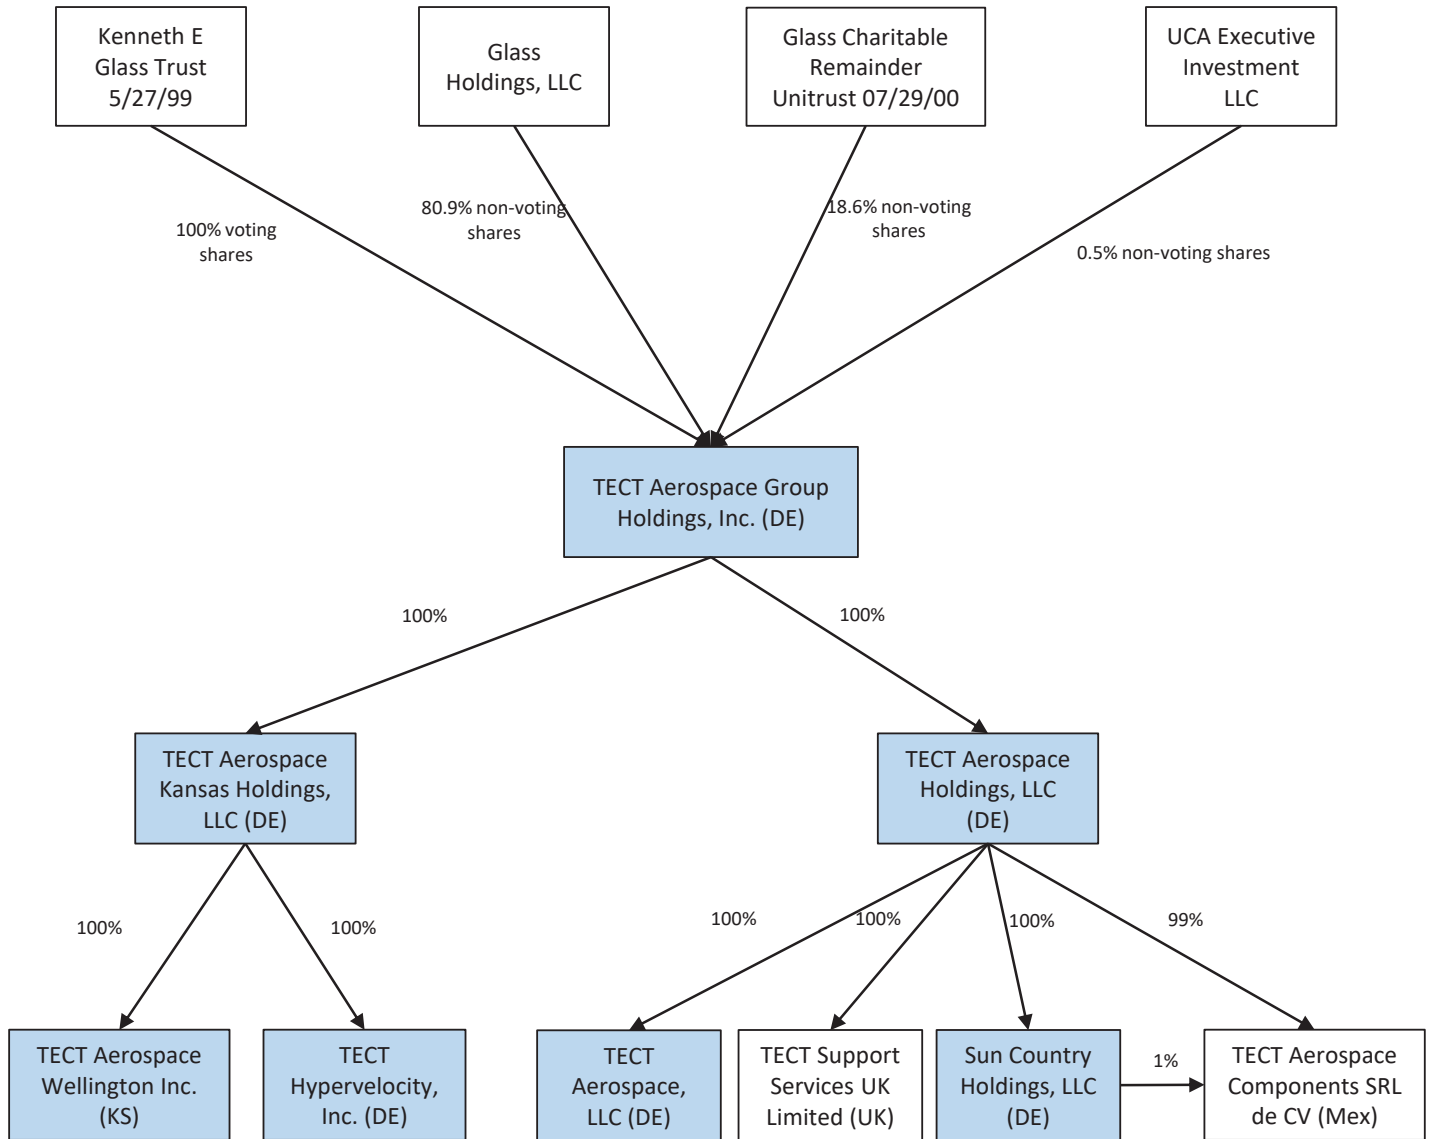 Kenneth E
Glass Trust
5/27/99
Glass
Holdings, LLC
Glass Charitable
Remainder
Unitrust 07/29/00
UCA Executive
Investment
LLC
100% voting
shares
80.9% non-voting
shares
18.6% non-voting
shares
0.5% non-voting shares
TECT Aerospace Group
Holdings, Inc. (DE)
100%
100%
TECT Aerospace
Kansas Holdings,
LLC (DE)
TECT Aerospace
Holdings, LLC
(DE)
100%
100%
100%
100%
100%
99%
TECT Aerospace
Wellington Inc.
(KS)
TECT
Hypervelocity,
Inc. (DE)
TECT
Aerospace,
LLC (DE)
TECT Support
Services UK
Limited (UK)
Sun Country
Holdings, LLC
(DE)
1%
TECT Aerospace
Components SRL
de CV (Mex)